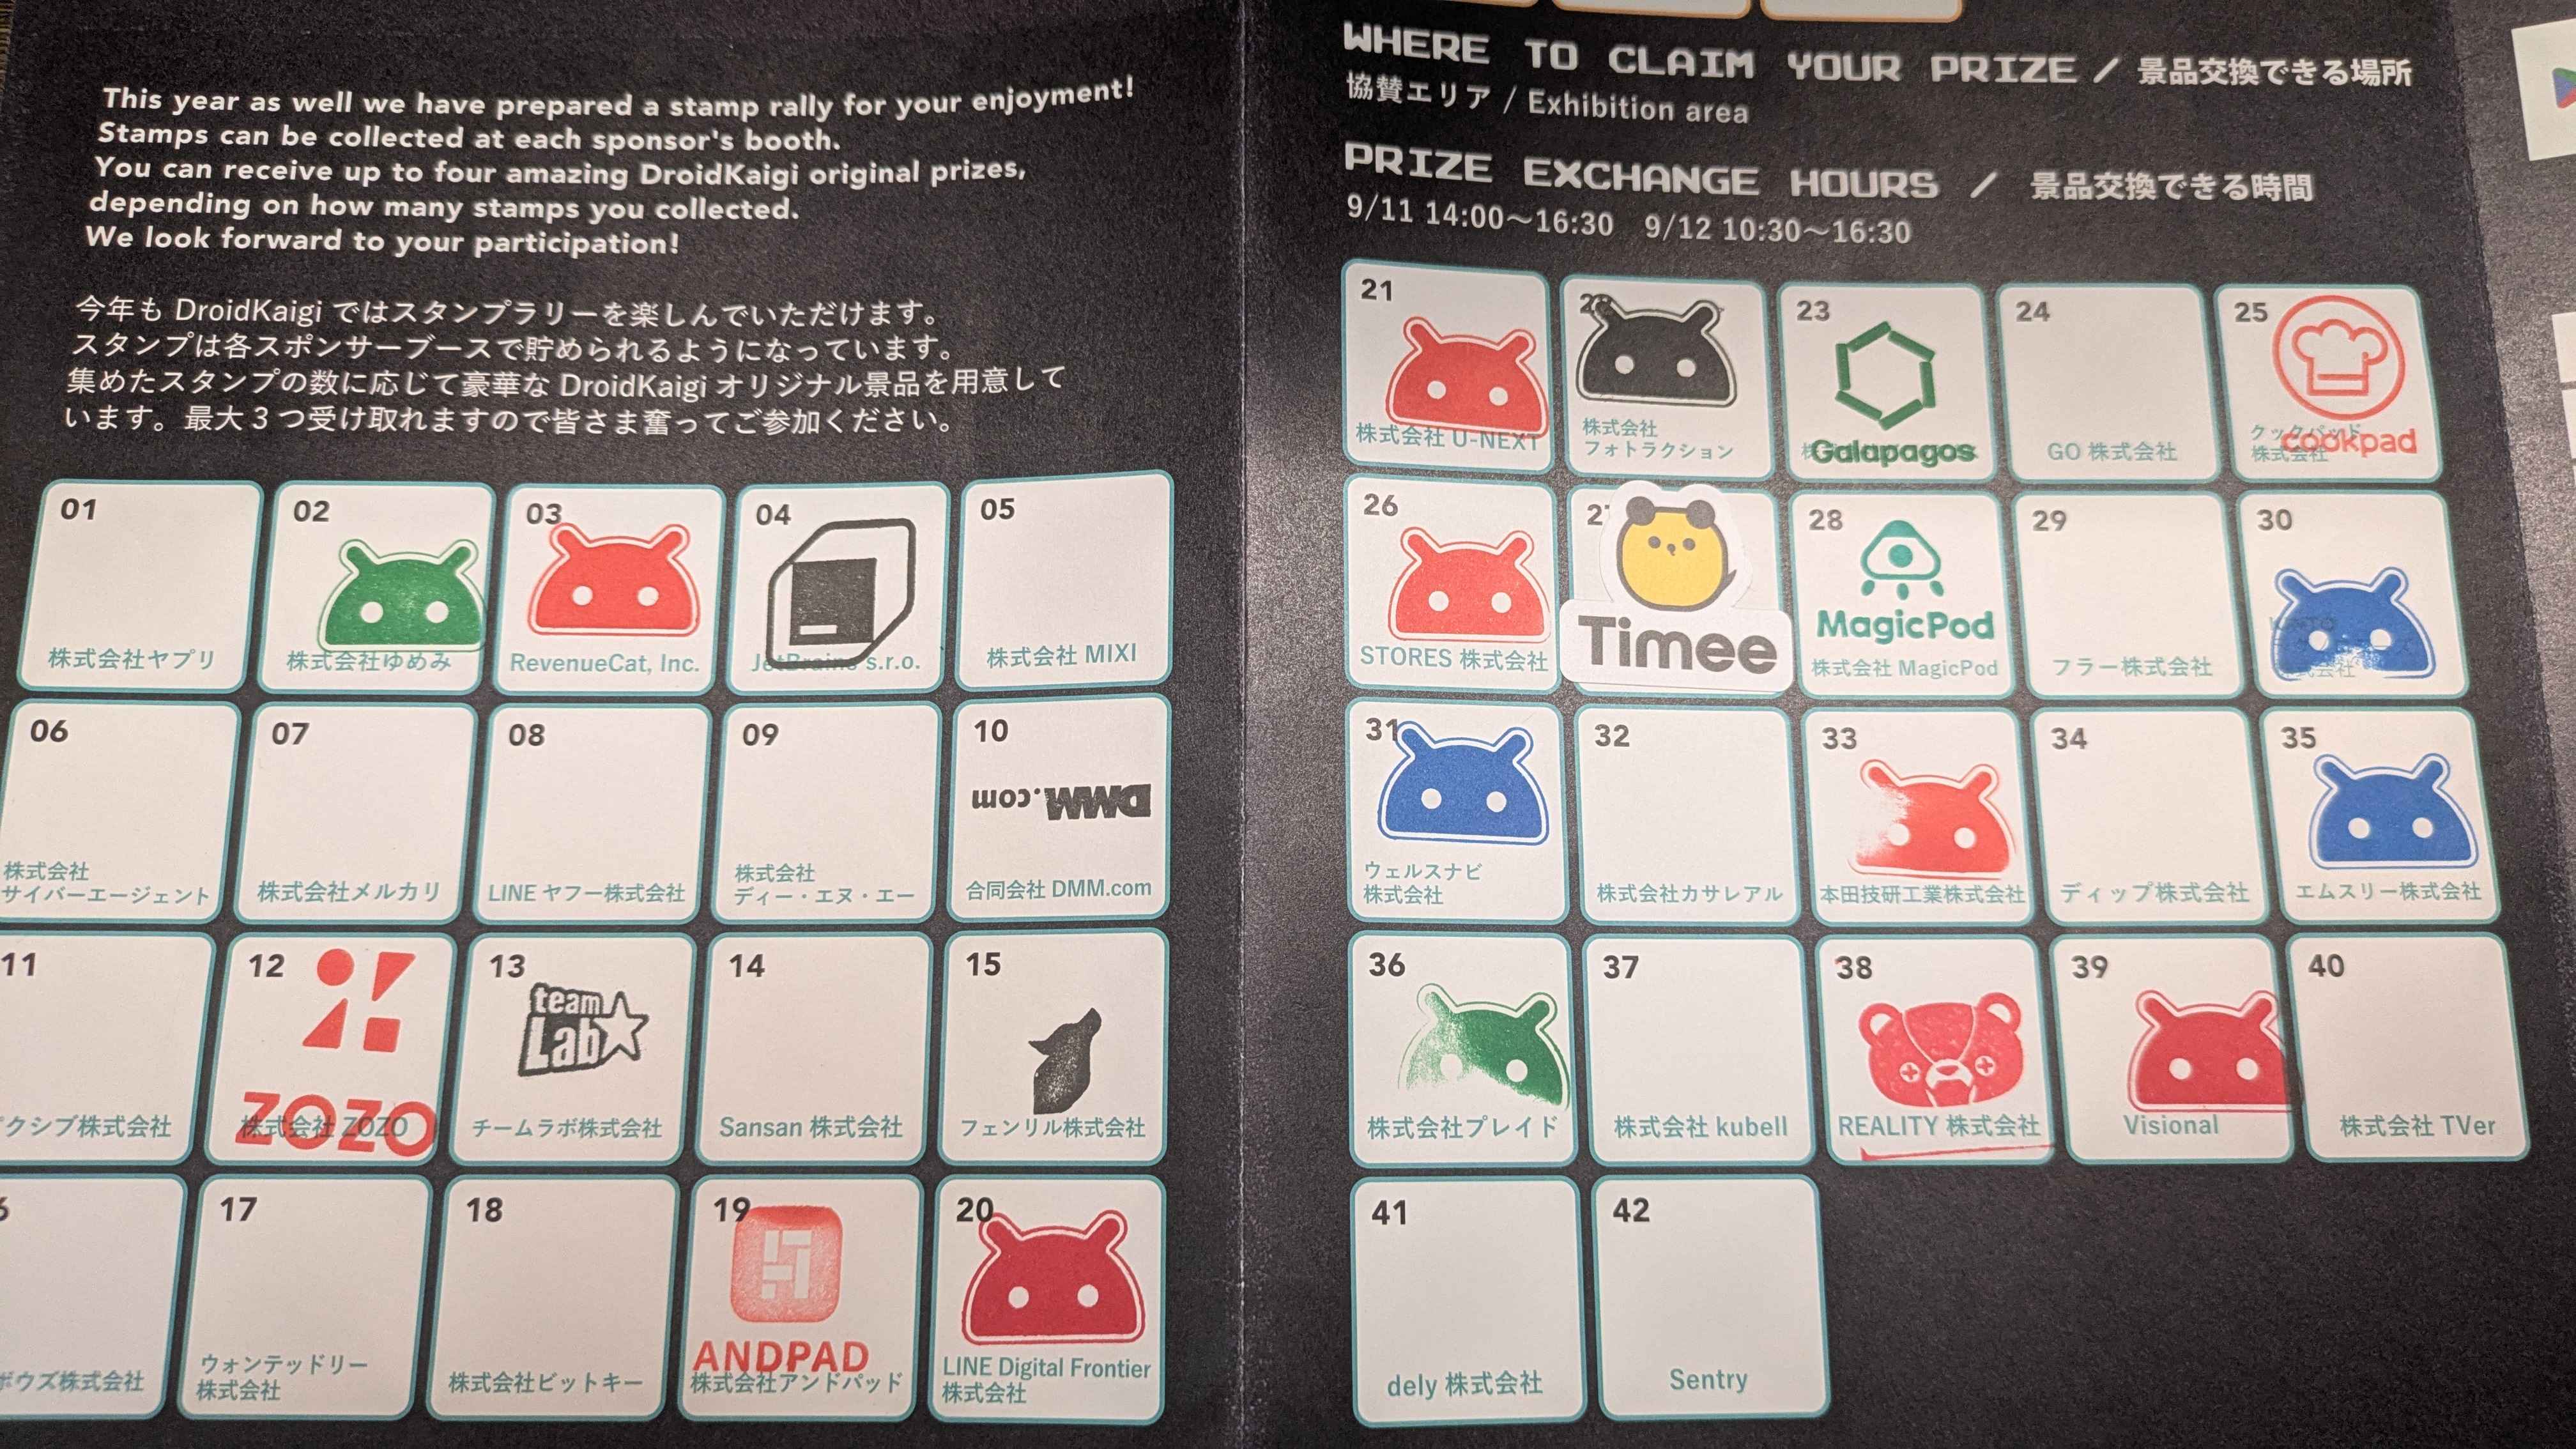 This year as well we have prepared a stamp rally for your enjoyment!
Stamps can be collected at each sponsor's booth.
You can receive up to four amazing DroidKaigi original prizes,
depending on how many stamps you collected.
We look forward to your participation!
今年も DroidKaigi ではスタンプラリーを楽しんでいただけます。
スタンプは各スポンサーブースで貯められるようになっています。
集めたスタンプの数に応じて豪華な DroidKaigi オリジナル景品を用意して
います。最大 3 つ受け取れますので皆さま奮ってご参加ください。
01
株式会社ヤプリ
02
株式会社ゆめみ
03
RevenueCat, Inc.
04
JetBrains s.r.o.
05
株式会社 MIXI
06
株式会社
サイバーエージェント
07
株式会社メルカリ
08
LINE ヤフー株式会社
09
株式会社
ディー・エヌ・エー
10
DMM.com
合同会社 DMM.com
11
クシブ株式会社
12
ZOZO
株式会社 ZOZO
13
team
Lab
チームラボ株式会社
14
Sansan 株式会社
15
フェンリル株式会社
6
ボウズ株式会社
17
ウォンテッドリー
株式会社
18
株式会社ビットキー
19
ANDPAD
株式会社アンドパッド
20
LINE Digital Frontier
株式会社
WHERE TO CLAIM YOUR PRIZE / 景品交換できる場所
協賛エリア / Exhibition area
PRIZE EXCHANGE HOURS / 景品交換できる時間
9/11 14:00～16:30 9/12 10:30～16:30
21
株式会社 U-NEXT
22
株式会社
フォトラクション
23
Galapagos
24
GO 株式会社
25
cookpad
クックパッド
株式会社
26
STORES 株式会社
2
Timee
28
MagicPod
株式会社 MagicPod
29
フラー株式会社
30
31
ウェルスナビ
株式会社
32
株式会社カサレアル
33
本田技研工業株式会社
34
ディップ株式会社
35
エムスリー株式会社
36
株式会社プレイド
37
株式会社 kubell
38
REALITY 株式会社
39
Visional
40
株式会社 TVer
41
dely 株式会社
42
Sentry